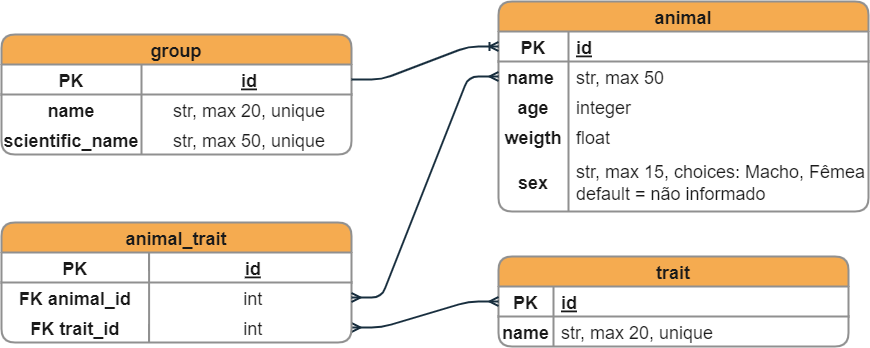 group
PK id
name str, max 20, unique
scientific_name str, max 50, unique
animal
PK id
name str, max 50
age integer
weigth float
sex str, max 15, choices: Macho, Fêmea
default = não informado
animal_trait
PK id
FK animal_id int
FK trait_id int
trait
PK id
name str, max 20, unique